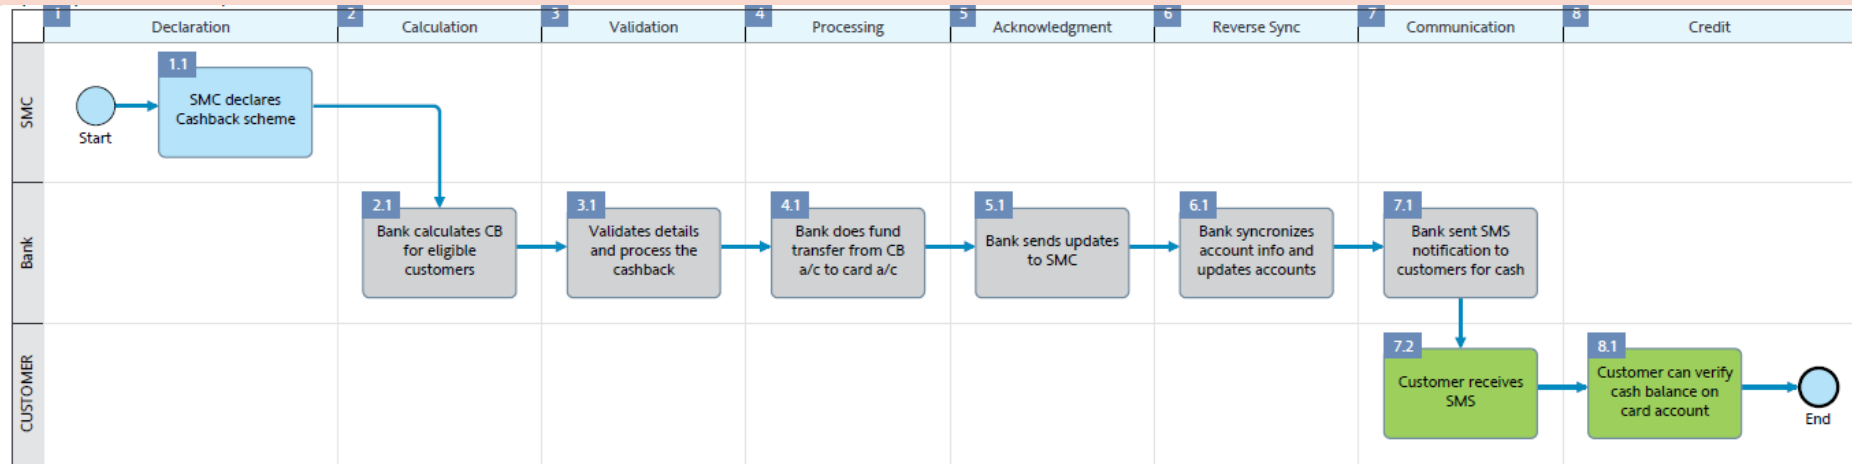 1
Declaration
2
Calculation
3
Validation
4
Processing
5
Acknowledgment
6
Reverse Sync
7
Communication
8
Credit
SMC
Start
1.1
SMC declares
Cashback scheme
Bank
2.1
Bank calculates CB
for eligible
customers
3.1
Validates details
and process the
cashback
4.1
Bank does fund
transfer from CB
a/c to card a/c
5.1
Bank sends updates
to SMC
6.1
Bank syncronizes
account info and
updates accounts
7.1
Bank sent SMS
notification to
customers for cash
CUSTOMER
7.2
Customer receives
SMS
8.1
Customer can verify
cash balance on
card account
End